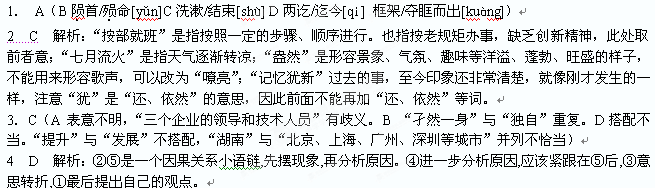 1.  A（B 陨首/殒命[yǔn]C 洗漱/结束[shù] D 两讫/迄今[qì] 框架/夺眶而出[kuàng]）
2  C  解析：“按部就班”是指按照一定的步骤、顺序进行。也指按老规矩办事，缺乏创新精神，此处取
前者意；“七月流火”是指天气逐渐转凉；“盎然”是形容景象、气氛、趣味等洋溢、蓬勃、旺盛的样子，
不能用来形容歌声，可以改为“嘹亮”；“记忆犹新”过去的事，至今印象还非常清楚，就像刚才发生的一
样，注意“犹”是“还、依然”的意思，因此前面不能再加“还、依然”等词。
3. C（A 表意不明，“三个企业的领导和技术人员”有歧义。B “孑然一身”与“独自”重复。D 搭配不
当。“提升”与“发展”不搭配，“湖南”与“北京、上海、广州、深圳等城市”并列不恰当）
4  D  解析：②⑤是一个因果关系小语链,先摆现象,再分析原因。④进一步分析原因,应该紧跟在⑤后,③意
思转折,①最后提出自己的观点。